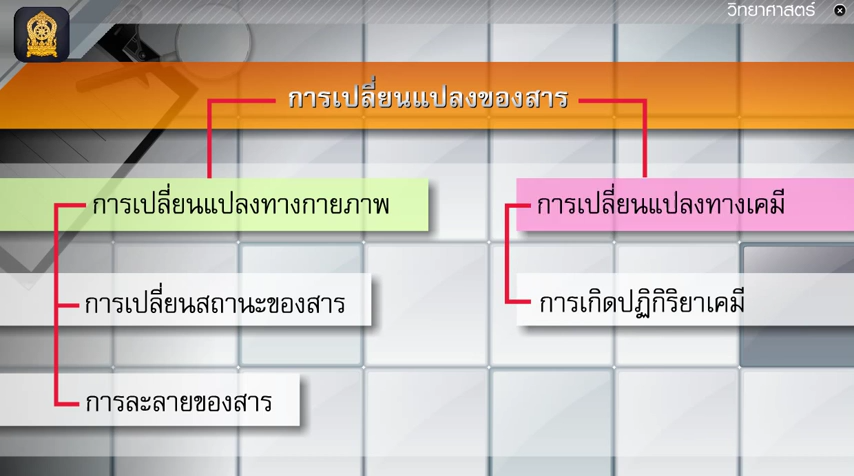 วิทยาศาสตร์
การเปลี่ยนแปลงของสาร
การเปลี่ยนแปลงทางกายภาพ
การเปลี่ยนแปลงทางเคมี
การเปลี่ยนสถานะของสาร
การเกิดปฏิกิริยาเคมี
การละลายของสาร